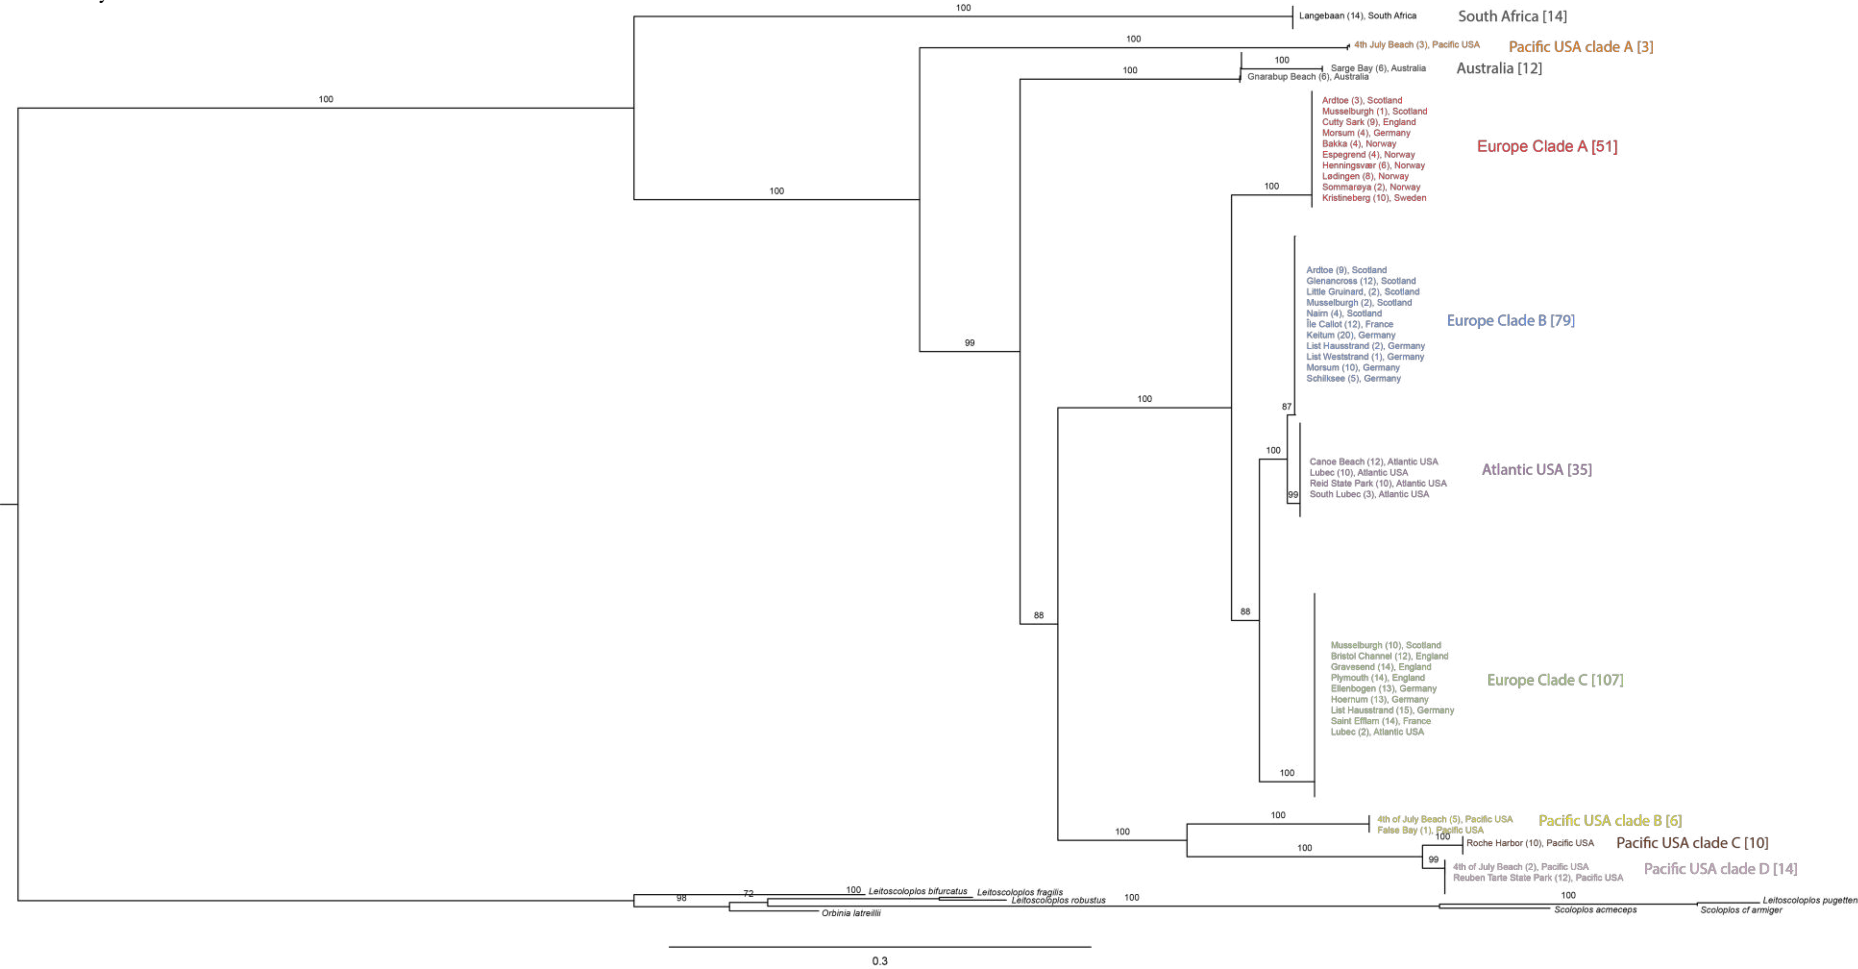 100
Langebaan (14), South Africa
South Africa [14]
100
4th July Beach (3), Pacific USA
Pacific USA clade A [3]
100
Sarge Bay (6), Australia
Australia [12]
100
Gnarabup Beach (6), Australia
100
Ardtoe (3), Scotland
Musselburgh (1), Scotland
Cutty Sark (9), England
Morsum (4), Germany
Bakka (4), Norway
Espegrend (4), Norway
Henningsvær (6), Norway
Lødingen (8), Norway
Sommarøya (2), Norway
Kristineberg (10), Sweden
Europe Clade A [51]
100
100
Ardtoe (9), Scotland
Glenancross (12), Scotland
Little Gruinard, (2), Scotland
Musselburgh (2), Scotland
Nairn (4), Scotland
Île Callot (12), France
Keitum (20), Germany
List Hausstrand (2), Germany
List Weststrand (1), Germany
Morsum (10), Germany
Schilksee (5), Germany
Europe Clade B [79]
99
100
87
100
Canoe Beach (12), Atlantic USA
Lubec (10), Atlantic USA
Reid State Park (10), Atlantic USA
South Lubec (3), Atlantic USA
Atlantic USA [35]
99
88
88
Musselburgh (10), Scotland
Bristol Channel (12), England
Gravesend (14), England
Plymouth (14), England
Ellenbogen (13), Germany
Hoernum (13), Germany
List Hausstrand (15), Germany
Saint Efflam (14), France
Lubec (2), Atlantic USA
Europe Clade C [107]
100
100
4th of July Beach (5), Pacific USA
False Bay (1), Pacific USA
Pacific USA clade B [6]
100
100
100
Roche Harbor (10), Pacific USA
Pacific USA clade C [10]
99
4th of July Beach (2), Pacific USA
Reuben Tarte State Park (12), Pacific USA
Pacific USA clade D [14]
98
72
100
Leitoscoloplos bifurcatus
Leitoscoloplos fragilis
Leitoscoloplos robustus
100
100
Leitoscoloplos pugetten
Orbinia latreillii
Scoloplos acmeceps
Scoloplos cf armiger
0.3